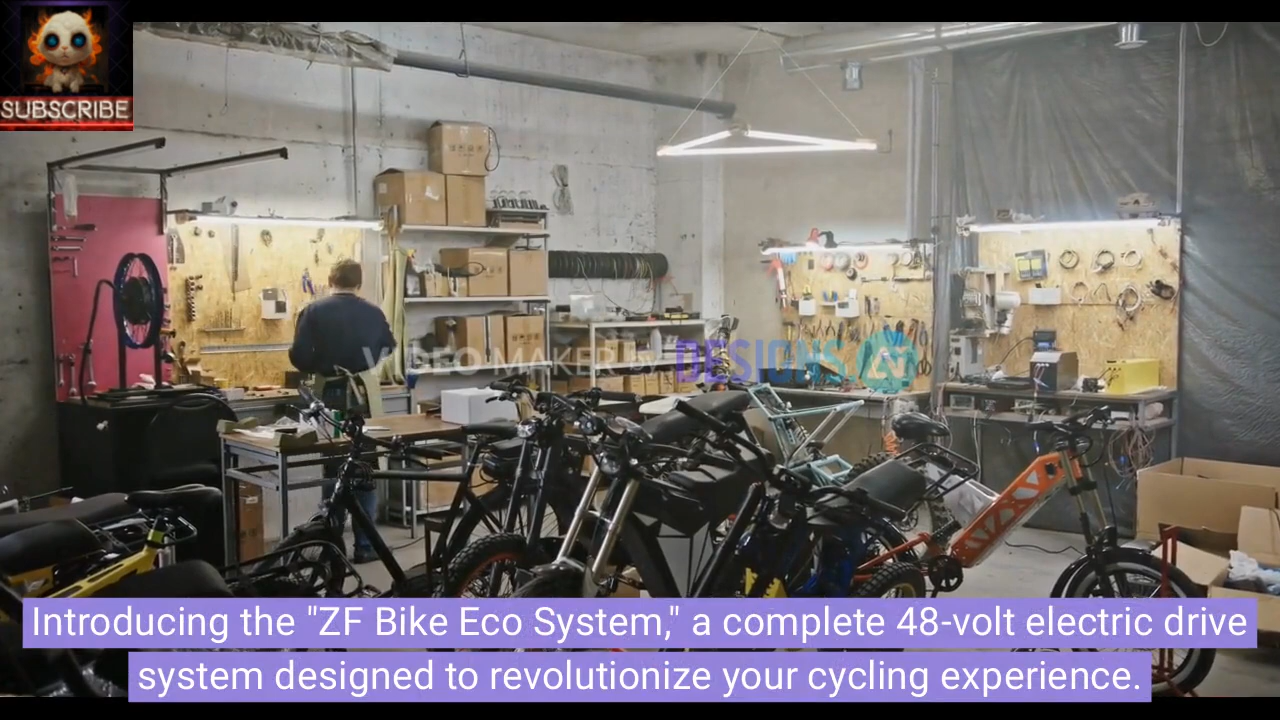 SUBSCRIBE
VIDEO MAKER by DESIGNS.AI
Introducing the "ZF Bike Eco System," a complete 48-volt electric drive
system designed to revolutionize your cycling experience.